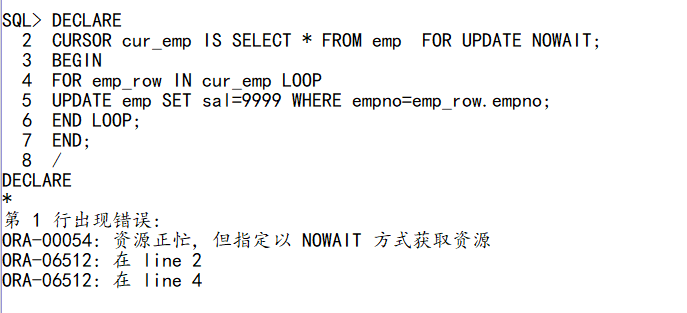 SQL> DECLARE
2 CURSOR cur_emp IS SELECT * FROM emp  FOR UPDATE NOWAIT;
3 BEGIN
4 FOR emp_row IN cur_emp LOOP
5 UPDATE emp SET sal=9999 WHERE empno=emp_row.empno;
6 END LOOP;
7 END;
8 /
DECLARE
*
第 1 行出现错误:
ORA-00054: 资源正忙, 但指定以 NOWAIT 方式获取资源
ORA-06512: 在 line 2
ORA-06512: 在 line 4